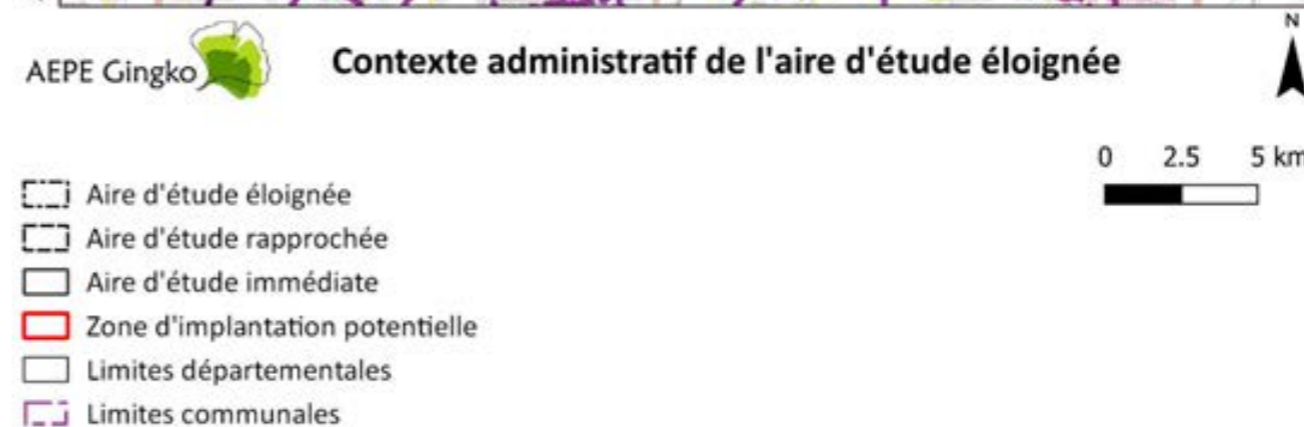 N
AEPE Gingko
Contexte administratif de l'aire d'étude éloignée
0 2.5 5 km
Aire d'étude éloignée
Aire d'étude rapprochée
Aire d'étude immédiate
Zone d'implantation potentielle
Limites départementales
Limites communales